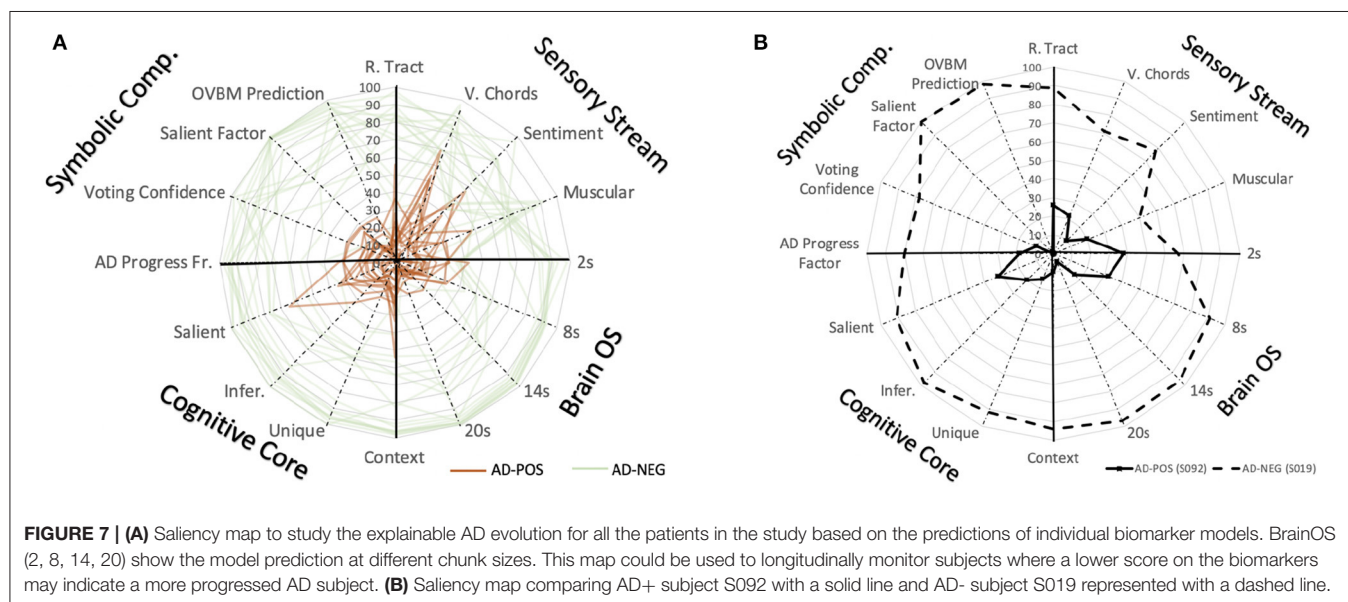 A
Symbolic Comp.
Sensory Stream
R. Tract
OVBM Prediction
V. Chords
Salient Factor
Sentiment
Voting Confidence
Muscular
AD Progress Fr.
2s
Salient
8s
Infer.
14s
Unique
20s
Context
Cognitive Core
Brain OS
100
90
80
70
60
50
40
30
20
10
AD-POS
AD-NEG
B
Symbolic Comp.
Sensory Stream
R. Tract
OVBM
Prediction
V. Chords
Salient
Factor
Sentiment
Voting
Confidence
Muscular
AD Progress
Factor
2s
Salient
8s
Infer.
14s
Unique
20s
Context
Cognitive Core
Brain OS
100
90
80
70
60
50
40
30
20
10
0
AD-POS (S092)
AD-NEG (S019)
FIGURE 7 | (A) Saliency map to study the explainable AD evolution for all the patients in the study based on the predictions of individual biomarker models. BrainOS
(2, 8, 14, 20) show the model prediction at different chunk sizes. This map could be used to longitudinally monitor subjects where a lower score on the biomarkers
may indicate a more progressed AD subject. (B) Saliency map comparing AD+ subject S092 with a solid line and AD- subject S019 represented with a dashed line.